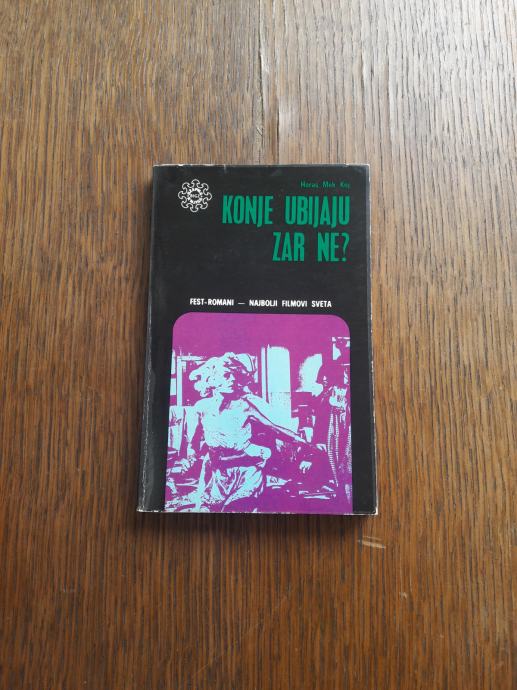 Horas Mek Koj
KONJE UBIJAJU
ZAR NE?
FEST-ROMANI — NAJBOLJI FILMOVI SVETA